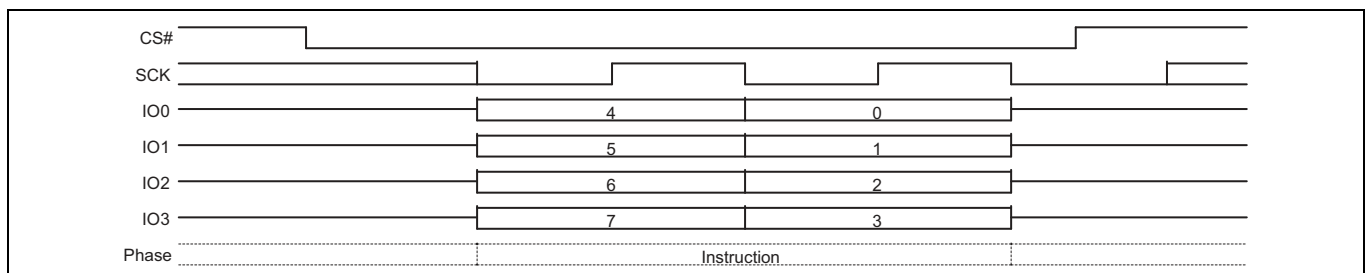 CS#
SCK
IO0 4 0
IO1 5 1
IO2 6 2
IO3 7 3
Phase Instruction